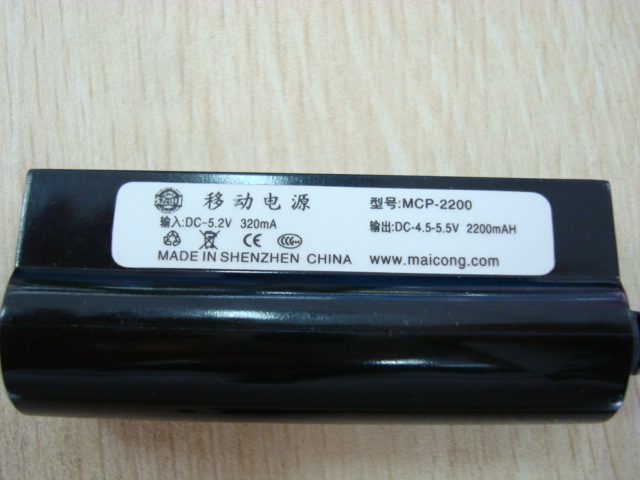 移动电源 型号:MCP-2200
输入:DC-5.2V 320mA 输出:DC-4.5-5.5V 2200mAH
CE
MADE IN SHENZHEN CHINA www.maicong.com